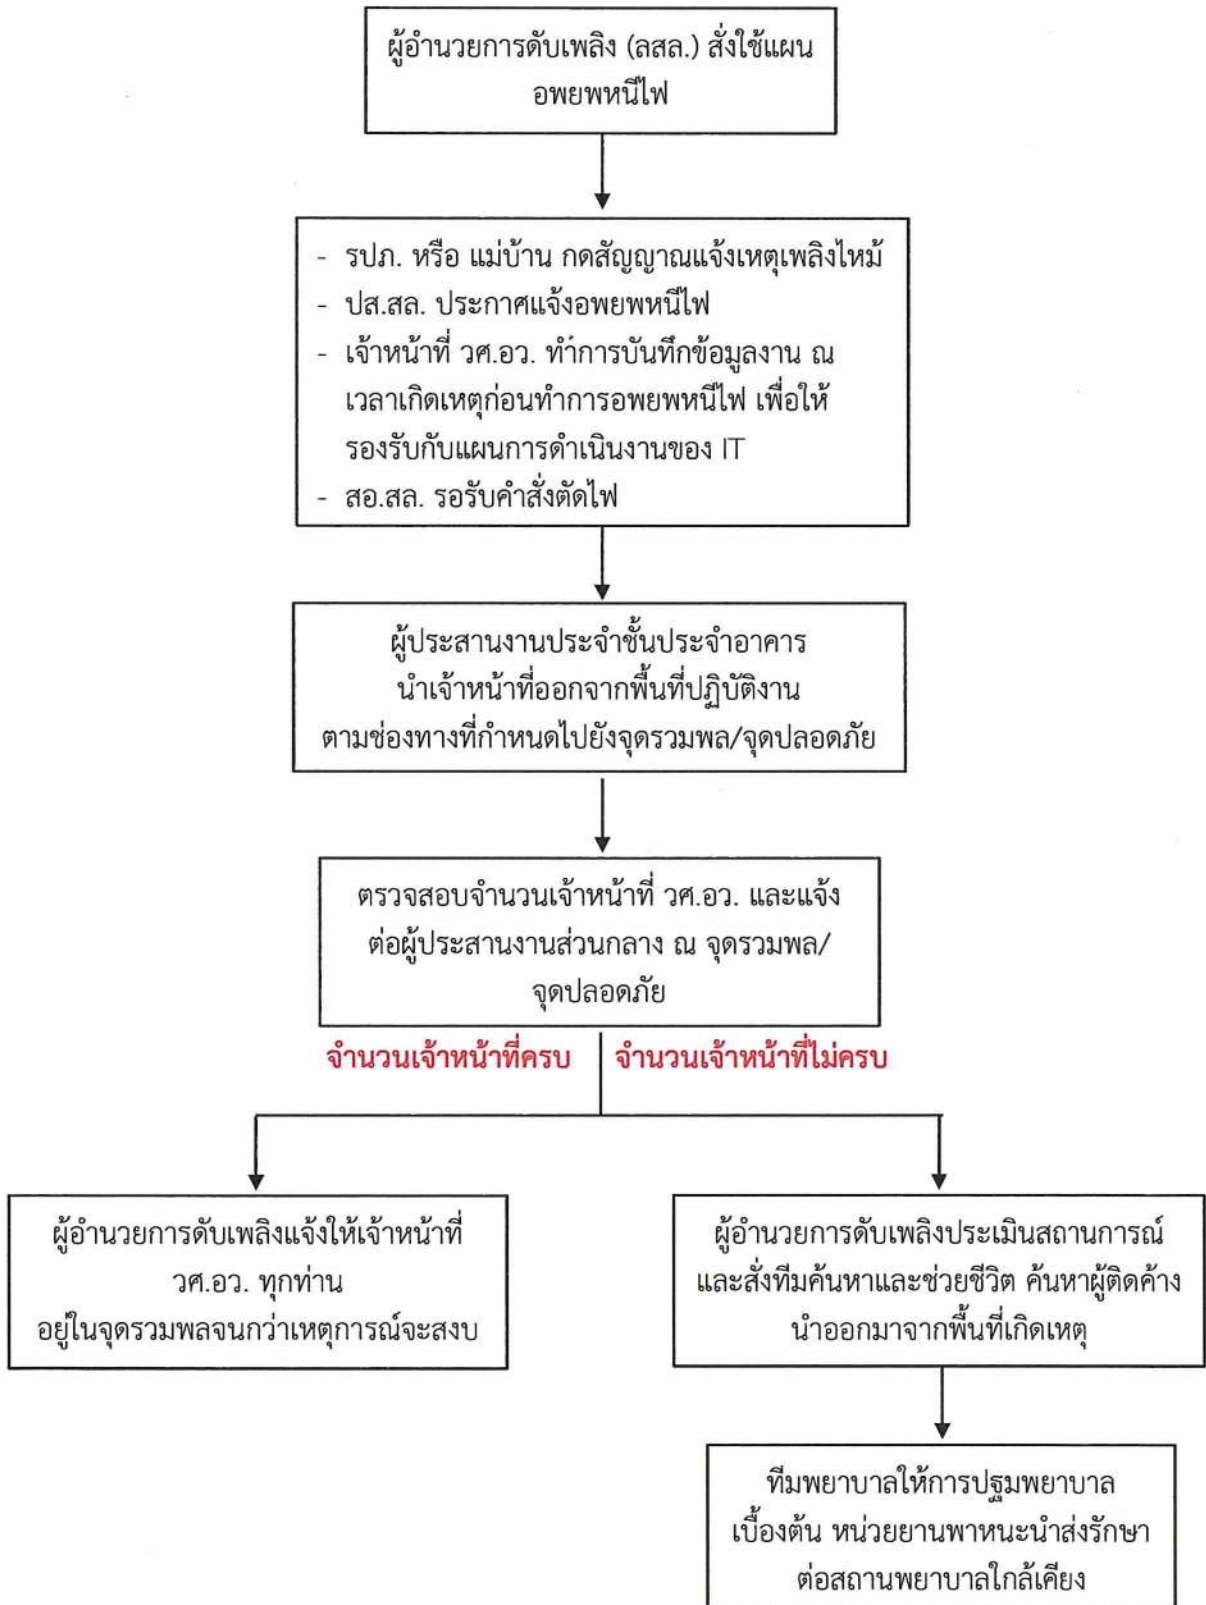 ผู้อำนวยการดับเพลิง (ลสล.) สั่งใช้แผน
อพยพหนีไฟ
- รปภ. หรือ แม่บ้าน กดสัญญาณแจ้งเหตุเพลิงไหม้
- ปส.สล. ประกาศแจ้งอพยพหนีไฟ
- เจ้าหน้าที่ วศ.อว. ทำการบันทึกข้อมูลงาน ณ
เวลาเกิดเหตุก่อนทำการอพยพหนีไฟ เพื่อให้
รองรับกับแผนการดำเนินงานของ IT
- สอ.สล. รอรับคำสั่งตัดไฟ
ผู้ประสานงานประจำชั้นประจำอาคาร
นำเจ้าหน้าที่ออกจากพื้นที่ปฏิบัติงาน
ตามช่องทางที่กำหนดไปยังจุดรวมพล/จุดปลอดภัย
ตรวจสอบจำนวนเจ้าหน้าที่ วศ.อว. และแจ้ง
ต่อผู้ประสานงานส่วนกลาง ณ จุดรวมพล/
จุดปลอดภัย
จำนวนเจ้าหน้าที่ครบ
จำนวนเจ้าหน้าที่ไม่ครบ
ผู้อำนวยการดับเพลิงแจ้งให้เจ้าหน้าที่
วศ.อว. ทุกท่าน
อยู่ในจุดรวมพลจนกว่าเหตุการณ์จะสงบ
ผู้อำนวยการดับเพลิงประเมินสถานการณ์
และสั่งทีมค้นหาและช่วยชีวิต ค้นหาผู้ติดค้าง
นำออกมาจากพื้นที่เกิดเหตุ
ทีมพยาบาลให้การปฐมพยาบาล
เบื้องต้น หน่วยยานพาหนะนำส่งรักษา
ต่อสถานพยาบาลใกล้เคียง